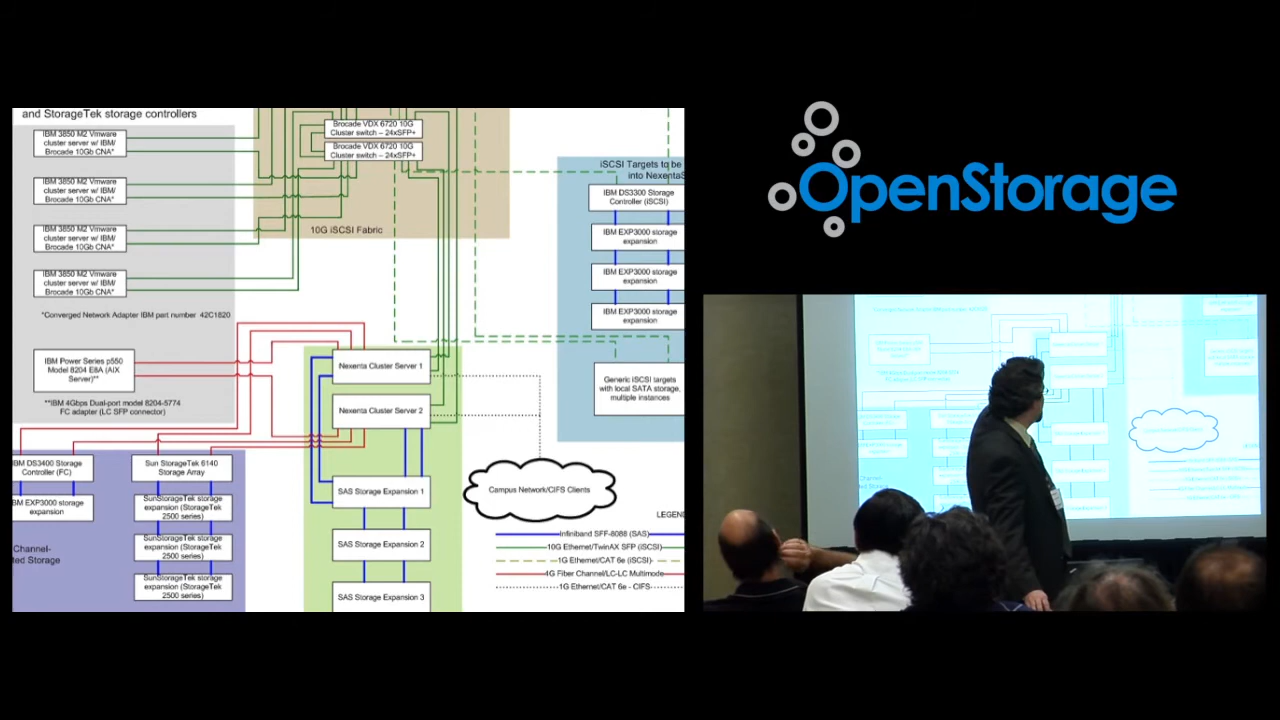 and StorageTek storage controllers
IBM 3850 M2 Vmware
cluster server w/ IBM/
Brocade 10Gb CNA*
IBM 3850 M2 Vmware
cluster server w/ IBM/
Brocade 10Gb CNA*
IBM 3850 M2 Vmware
cluster server w/ IBM/
Brocade 10Gb CNA*
IBM 3850 M2 Vmware
cluster server w/ IBM/
Brocade 10Gb CNA*
*Converged Network Adapter IBM part number 42C1820
IBM Power Series p550
Model 8204 E8A (AIX
Server)**
**IBM 4Gbps Dual-port model 8204-5774
FC adapter (LC SFP connector)
Brocade VDX 6720 10G
Cluster switch – 24xSFP+
Brocade VDX 6720 10G
Cluster switch – 24xSFP+
10G iSCSI Fabric
iSCSI Targets to be
into NexentaS
IBM DS3300 Storage
Controller (iSCSI)
IBM EXP3000 storage
expansion
IBM EXP3000 storage
expansion
IBM EXP3000 storage
expansion
Generic iSCSI targets
with local SATA storage,
multiple instances
Nexenta Cluster Server 1
Nexenta Cluster Server 2
SAS Storage Expansion 1
SAS Storage Expansion 2
SAS Storage Expansion 3
Campus Network/CIFS Clients
IBM DS3400 Storage
Controller (FC)
BM EXP3000 storage
expansion
Channel-
ted Storage
Sun StorageTek 6140
Storage Array
SunStorageTek storage
expansion (StorageTek
2500 series)
SunStorageTek storage
expansion (StorageTek
2500 series)
SunStorageTek storage
expansion (StorageTek
2500 series)
LEGEN
Infiniband SFF-8088 (SAS)
10G Ethernet/TwinAX SFP (iSCSI)
1G Ethernet/CAT 6e (iSCSI)
4G Fiber Channel/LC-LC Multimode
1G Ethernet/CAT 6e - CIFS
OpenStorage